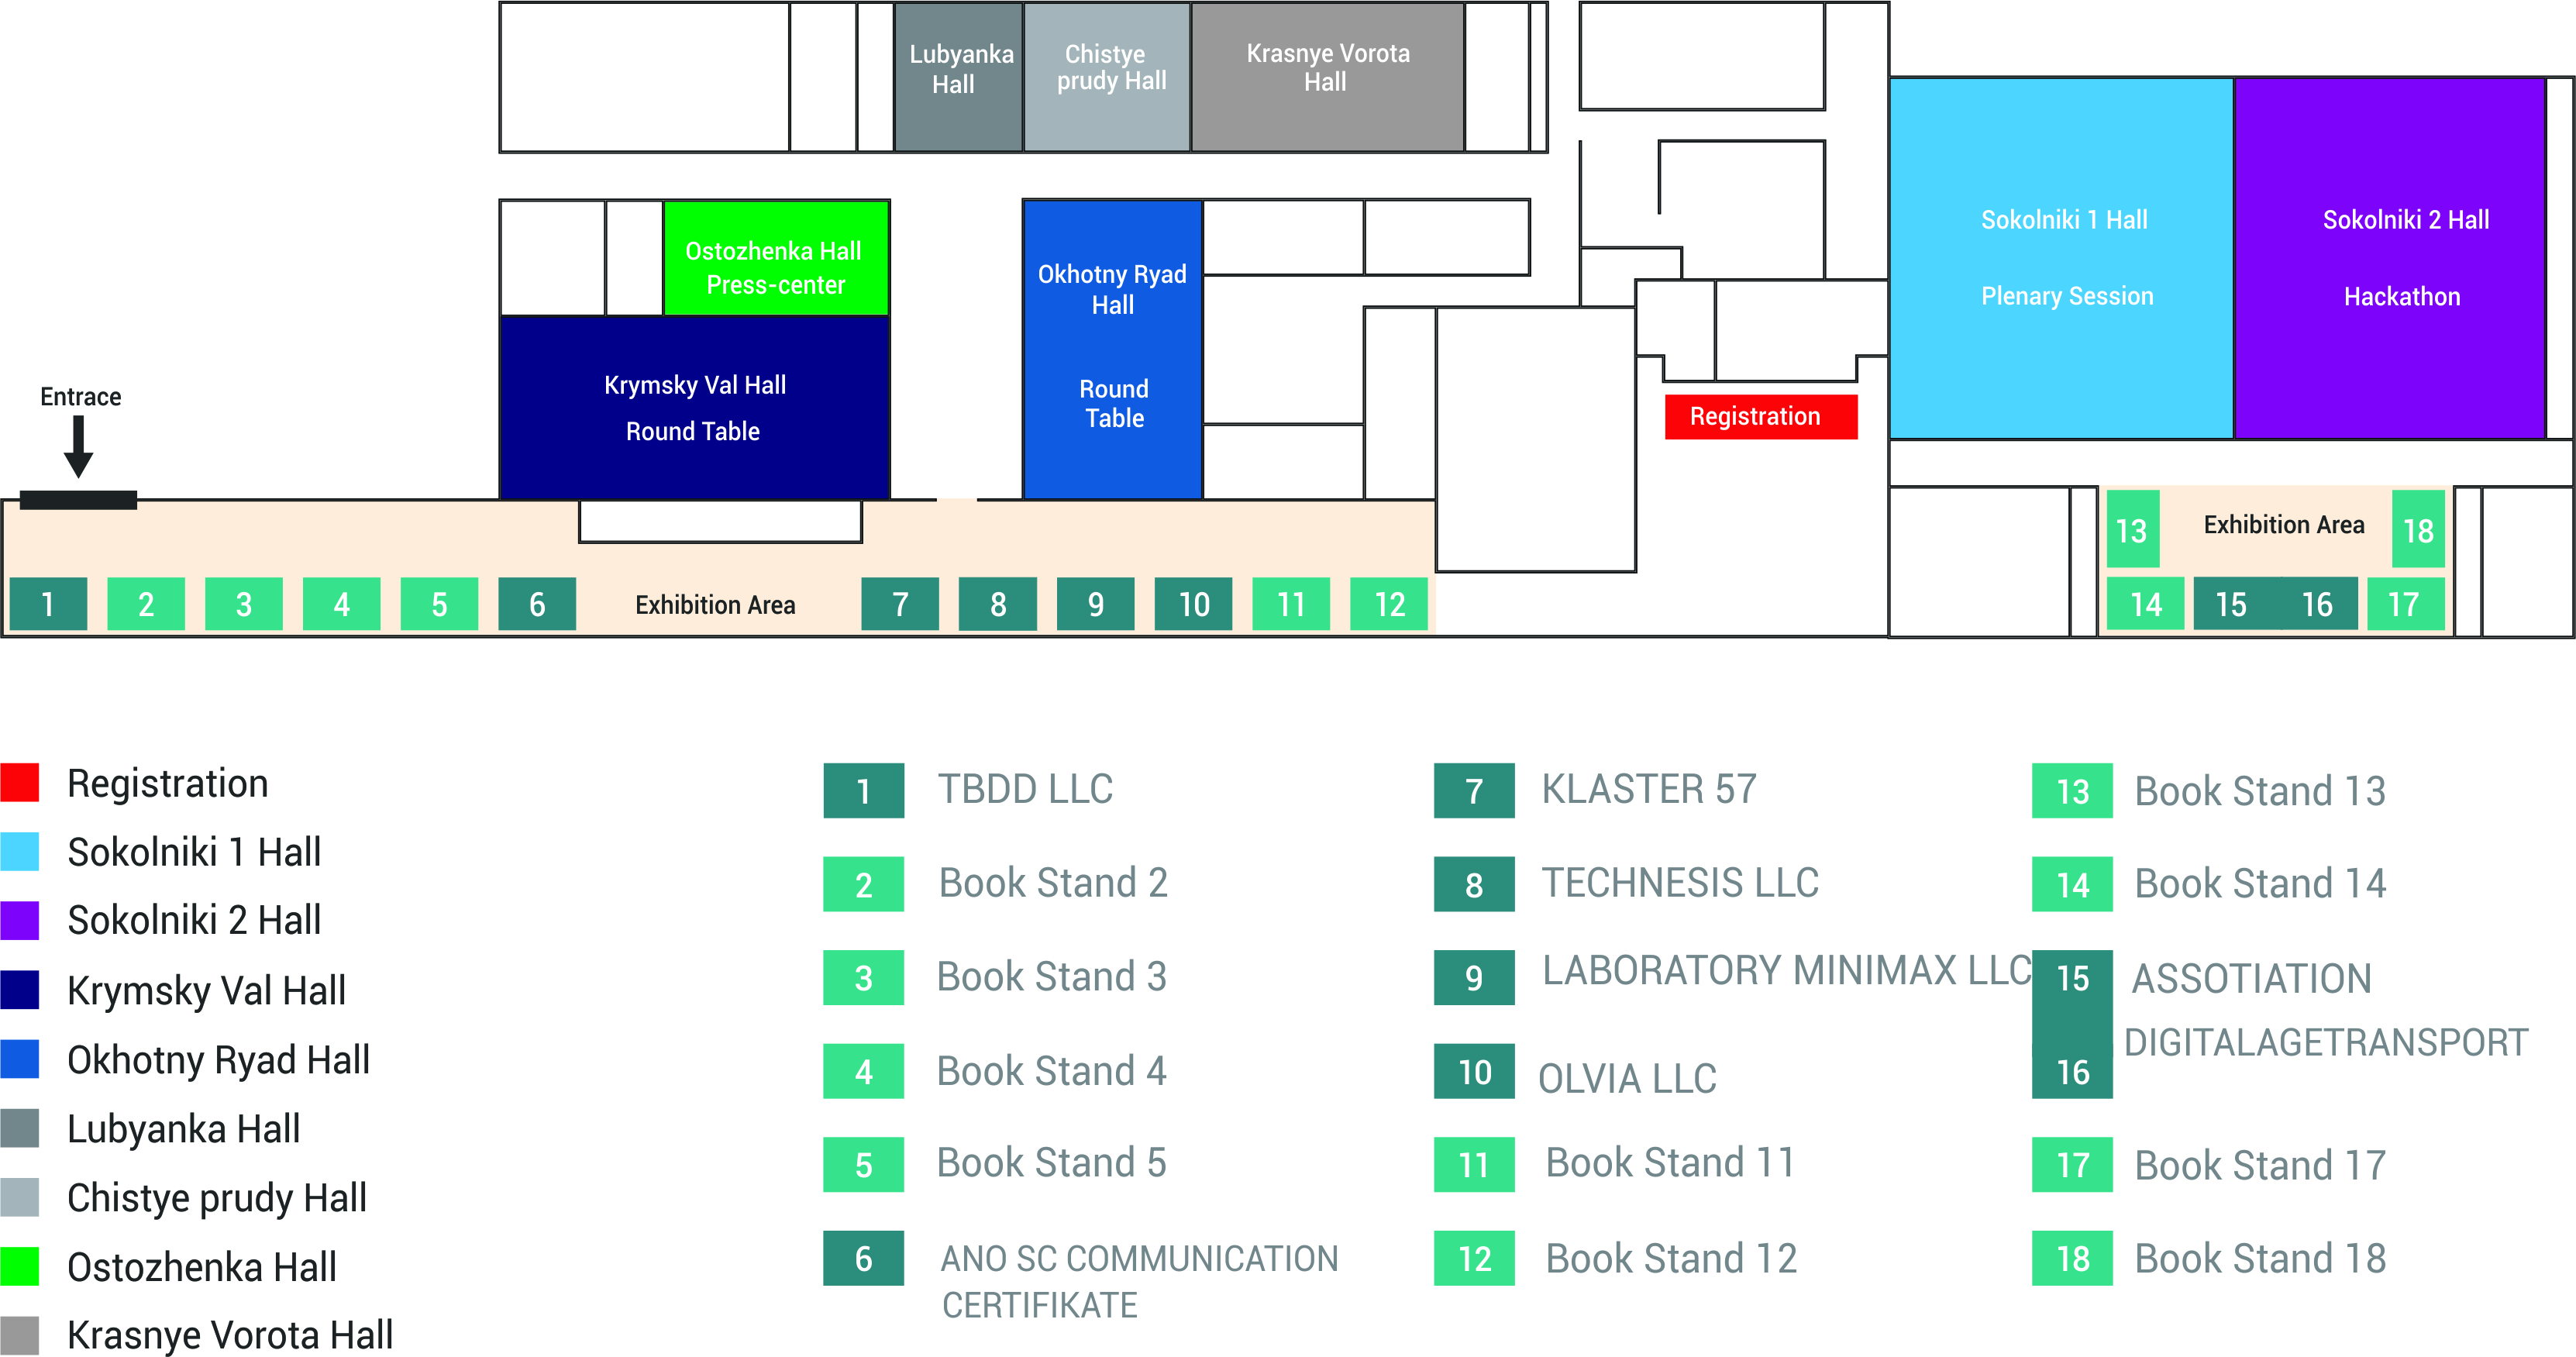 Lubyanka
Hall
Chistye
prudy Hall
Krasnye Vorota
Hall
Ostozhenka Hall
Press-center
Krymsky Val Hall
Round Table
Okhotny Ryad
Hall
Round
Table
Sokolniki 1 Hall
Plenary Session
Sokolniki 2 Hall
Hackathon
Entrace
Registration
13
Exhibition Area
18
1
2
3
4
5
6
Exhibition Area
7
8
9
10
11
12
14
15
16
17
Registration
Sokolniki 1 Hall
Sokolniki 2 Hall
Krymsky Val Hall
Okhotny Ryad Hall
Lubyanka Hall
Chistye prudy Hall
Ostozhenka Hall
Krasnye Vorota Hall
1 TBDD LLC
2 Book Stand 2
3 Book Stand 3
4 Book Stand 4
5 Book Stand 5
6 ANO SC COMMUNICATION
CERTIFIKATE
7 KLASTER 57
8 TECHNESIS LLC
9 LABORATORY MINIMAX LLC
10 OLVIA LLC
11 Book Stand 11
12 Book Stand 12
13 Book Stand 13
14 Book Stand 14
15 ASSOTIATION
DIGITALAGETRANSPORT
16
17 Book Stand 17
18 Book Stand 18